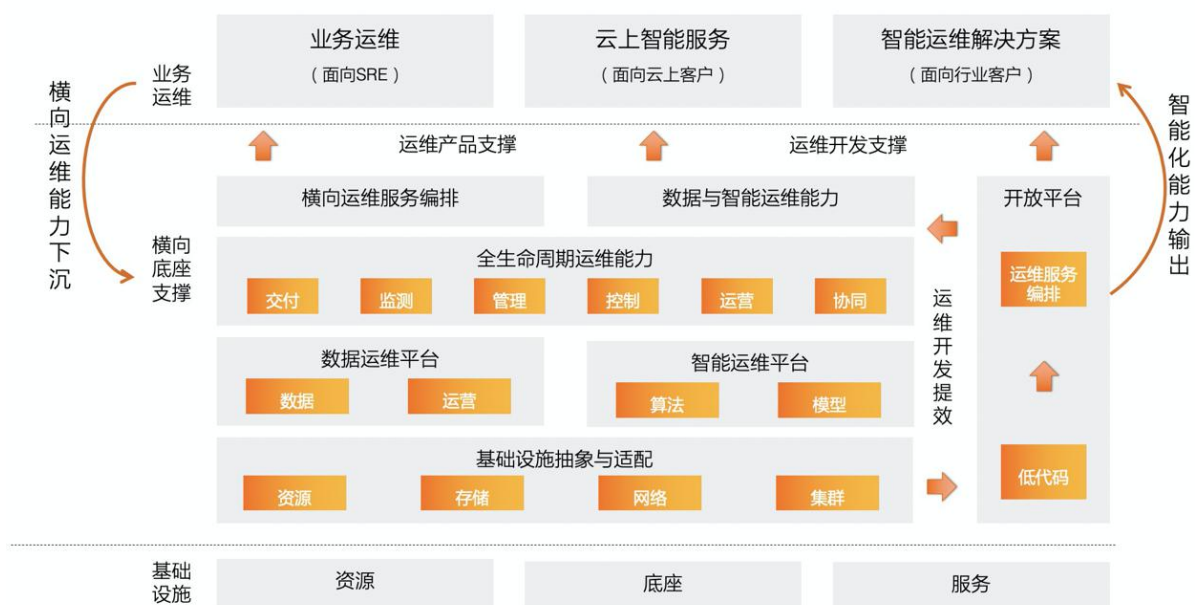 业务运维
(面向SRE)
云上智能服务
(面向云上客户)
智能运维解决方案
(面向行业客户)
业务
运维
横向运维能力下沉
智能化能力输出
运维产品支撑
运维开发支撑
横向运维服务编排
数据与智能运维能力
开放平台
横向
底座
支撑
全生命周期运维能力
交付
监测
管理
控制
运营
协同
运维服务
编排
运维开发提效
数据运维平台
数据
运营
智能运维平台
算法
模型
基础设施抽象与适配
资源
存储
网络
集群
低代码
基础
设施
资源
底座
服务